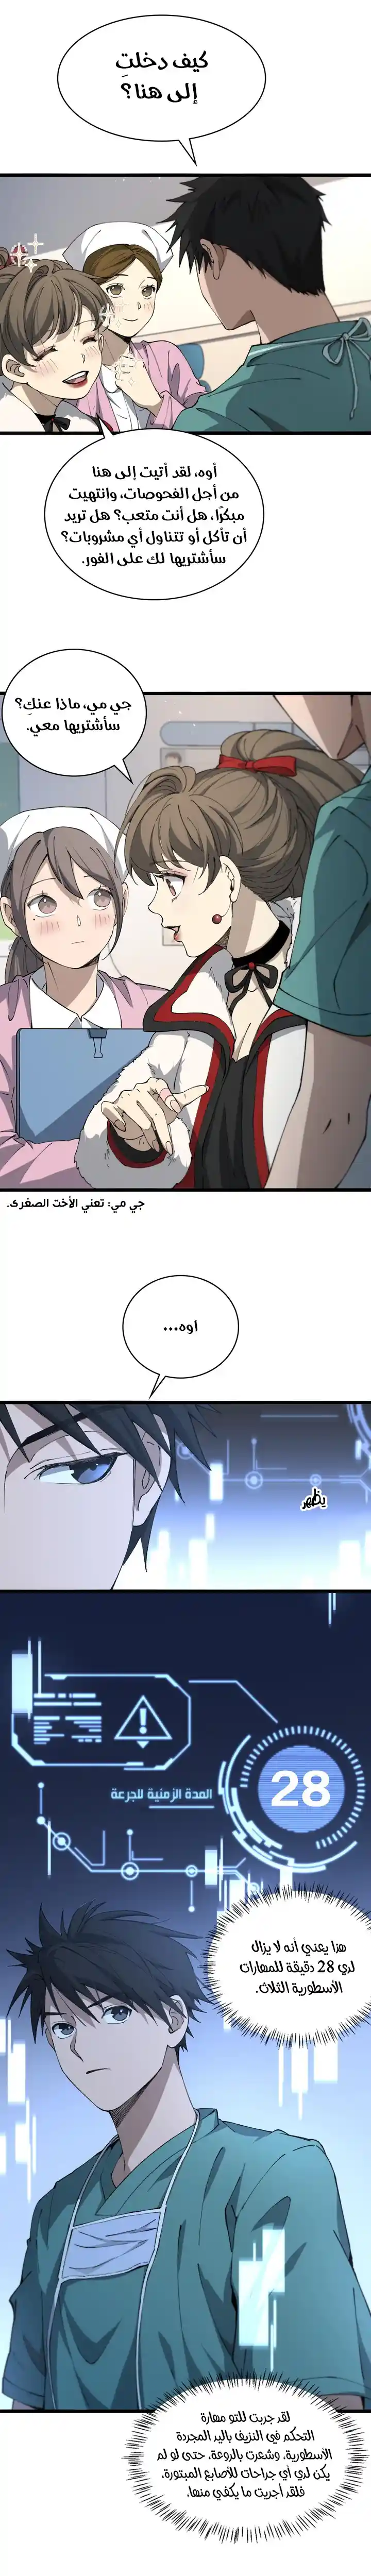 كيف دخلتِ
إلى هنا؟
أوه، لقد أتيت إلى هنا
من أجل الفحوصات، وانتهيت
مبكرًا، هل أنت متعب؟ هل تريد
أن تأكل أو تتناول أي مشروبات؟
سأشتريها لك على الفور.
جي مي، ماذا عنكِ؟
سأشتريها معي.
جي مي: تعني الأخت الصغرى.
اوه...
يظهر
28
المدة الزمنية للجرعة
هذا يعني أنه لا يزال
لدي 28 دقيقة للمهارات
الأسطورية الثلاث.
لقد جربت للتو مهارة
التحكم في النزيف باليد المجردة
الأسطورية، وشعرت بالروعة، حتى لو لم
يكن لدي أي جراحات للأصابع المبتورة،
فلقد أجريت ما يكفي منها.